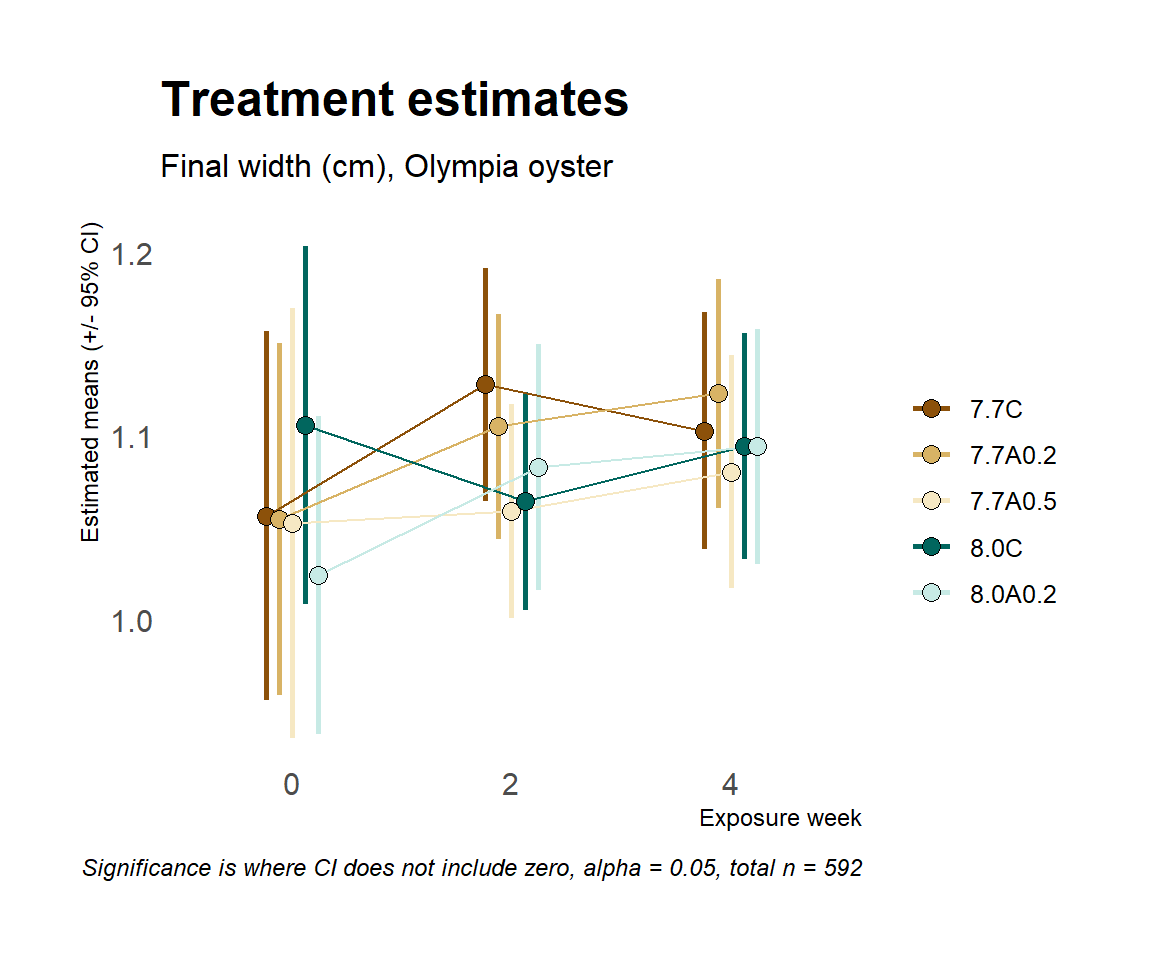 Treatment estimates
Final width (cm), Olympia oyster
Estimated means (+/- 95% CI)
1.2
1.1
1.0
0
2
4
Exposure week
7.7C
7.7A0.2
7.7A0.5
8.0C
8.0A0.2
Significance is where CI does not include zero, alpha = 0.05, total n = 592